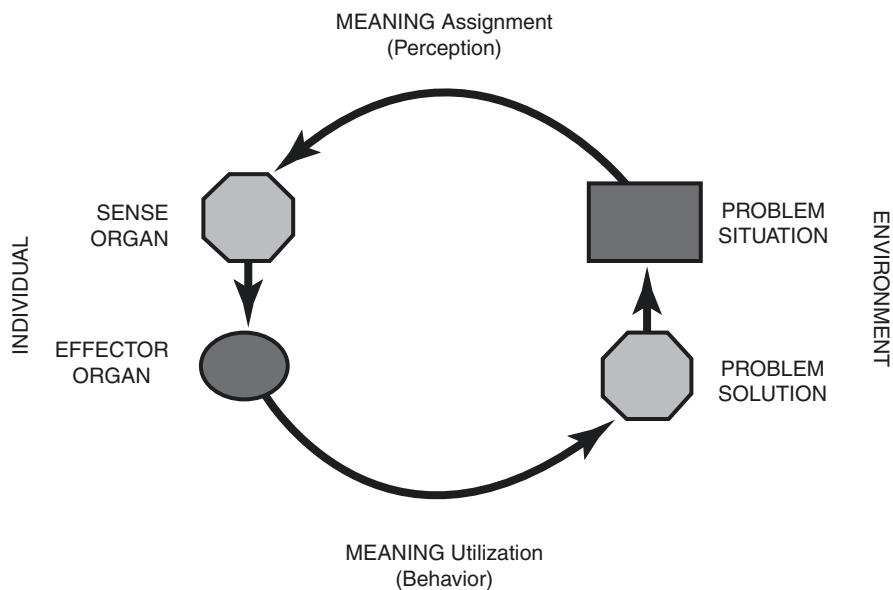 MEANING Assignment
(Perception)
SENSE
ORGAN
PROBLEM
SITUATION
INDIVIDUAL
ENVIRONMENT
EFFECTOR
ORGAN
PROBLEM
SOLUTION
MEANING Utilization
(Behavior)